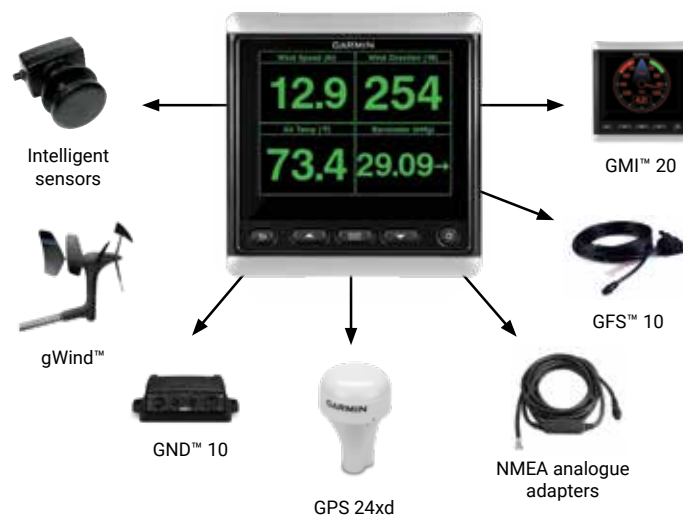 GARMIN
Wind Speed (kt) Wind Direction (°M)
12.9 254
Air Temp (°F) Barometer (inHg)
73.4 29.09
Intelligent
sensors
GMI™ 20
gWind™
GFS™ 10
GND™ 10
GARMIN
GPS 24xd
NMEA analogue
adapters